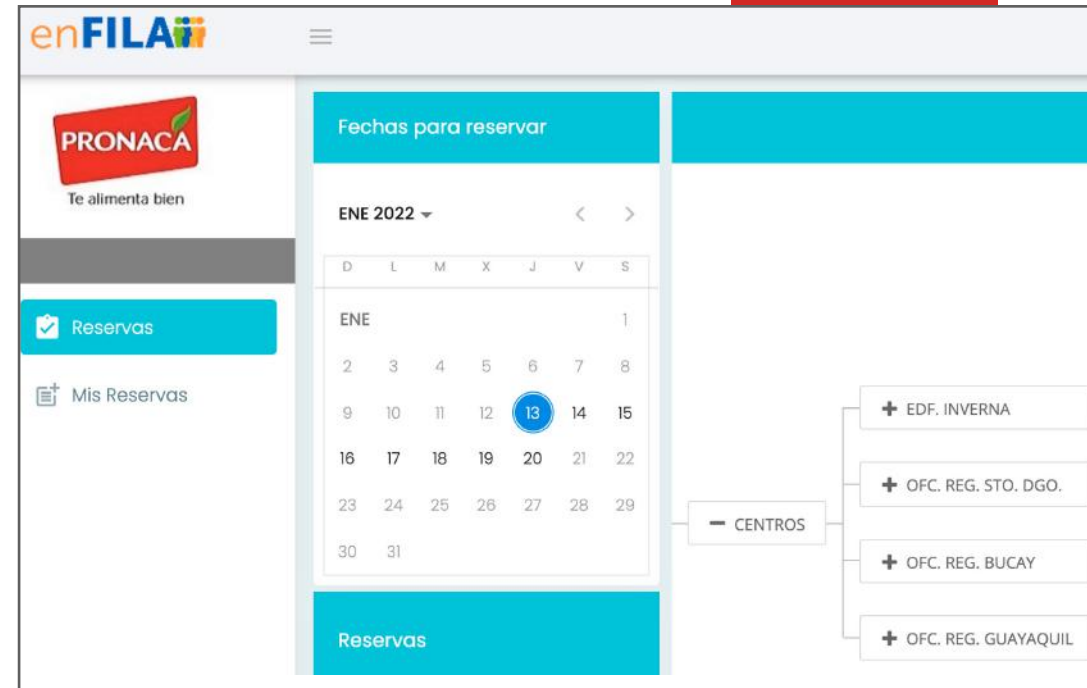 enFILA
PRONACA
Te alimenta bien
Reservas
Mis Reservas
Fechas para reservar
ENE 2022
D L M X J V S
ENE 1
2 3 4 5 6 7 8
9 10 11 12 13 14 15
16 17 18 19 20 21 22
23 24 25 26 27 28 29
30 31
Reservas
CENTROS
EDF. INVERNA
OFC. REG. STO. DGO.
OFC. REG. BUCAY
OFC. REG. GUAYAQUIL